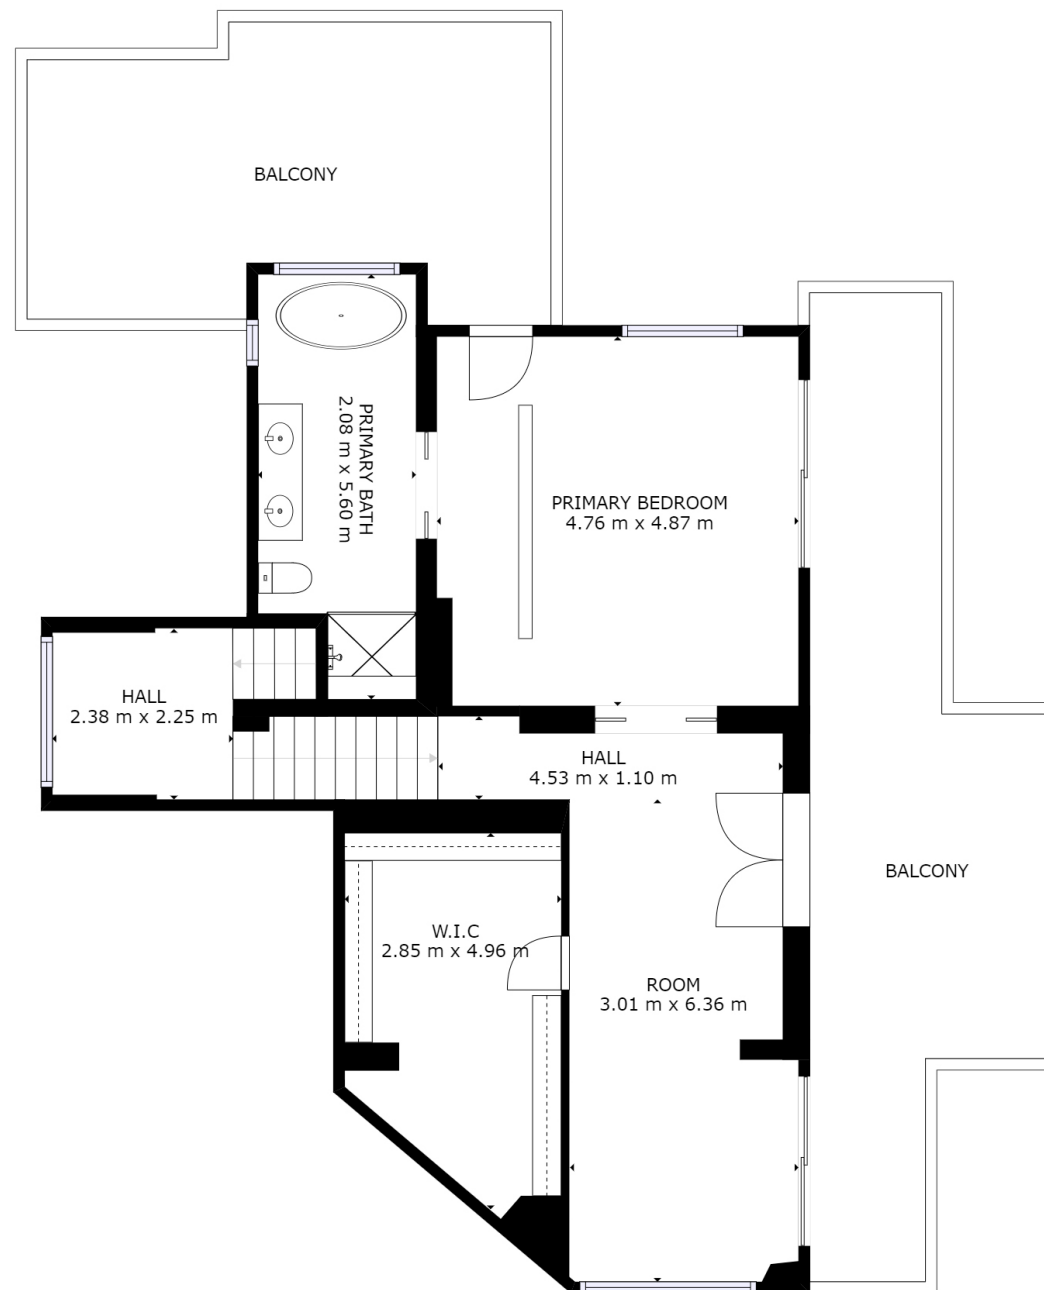 BALCONY
PRIMARY BATH
2.08 m x 5.60 m
PRIMARY BEDROOM
4.76 m x 4.87 m
HALL
2.38 m x 2.25 m
HALL
4.53 m x 1.10 m
BALCONY
W.I.C
2.85 m x 4.96 m
ROOM
3.01 m x 6.36 m